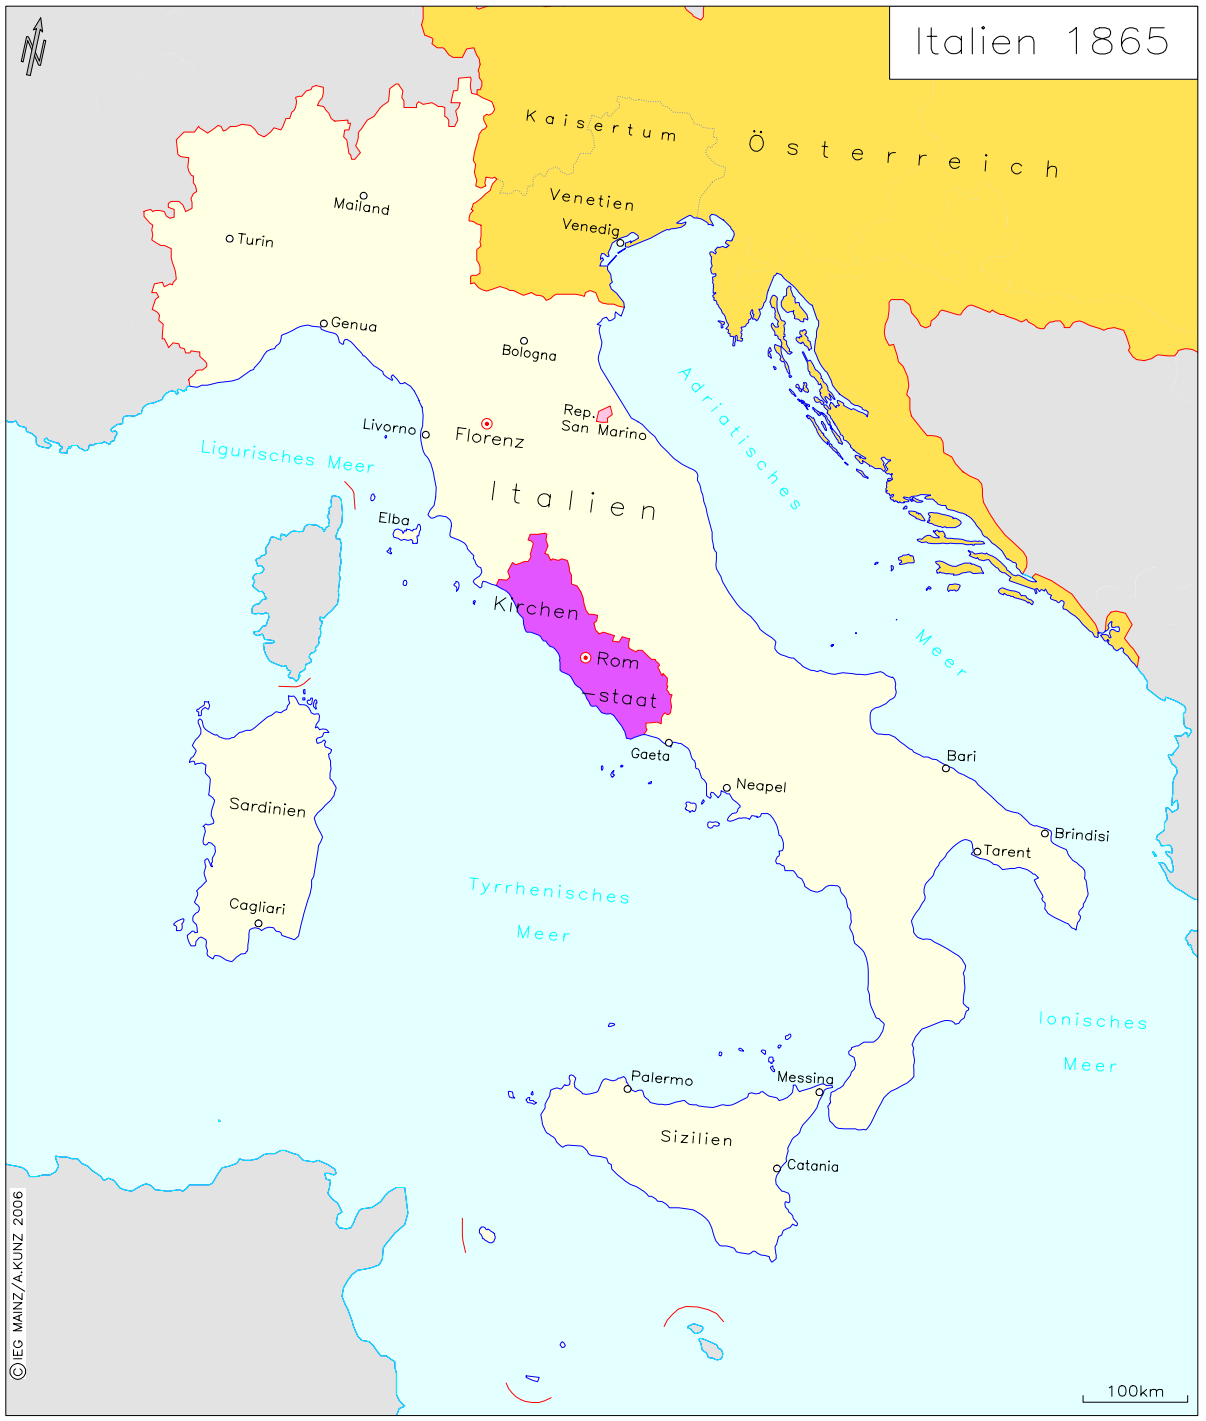 Italien 1865
N
Kaisertum
Österreich
Venetien
Venedig
Mailand
Turin
Genua
Bologna
Rep.
San Marino
Livorno
Florenz
Adriatisches
Meer
Ligurisches Meer
Italien
Elba
Kirchen
Rom
-staat
Gaeta
Neapel
Bari
Brindisi
Tarent
Sardinien
Cagliari
Tyrrhenisches
Meer
Ionisches
Meer
Palermo
Messina
Sizilien
Catania
©IEG MAINZ/A.KUNZ 2006
100km